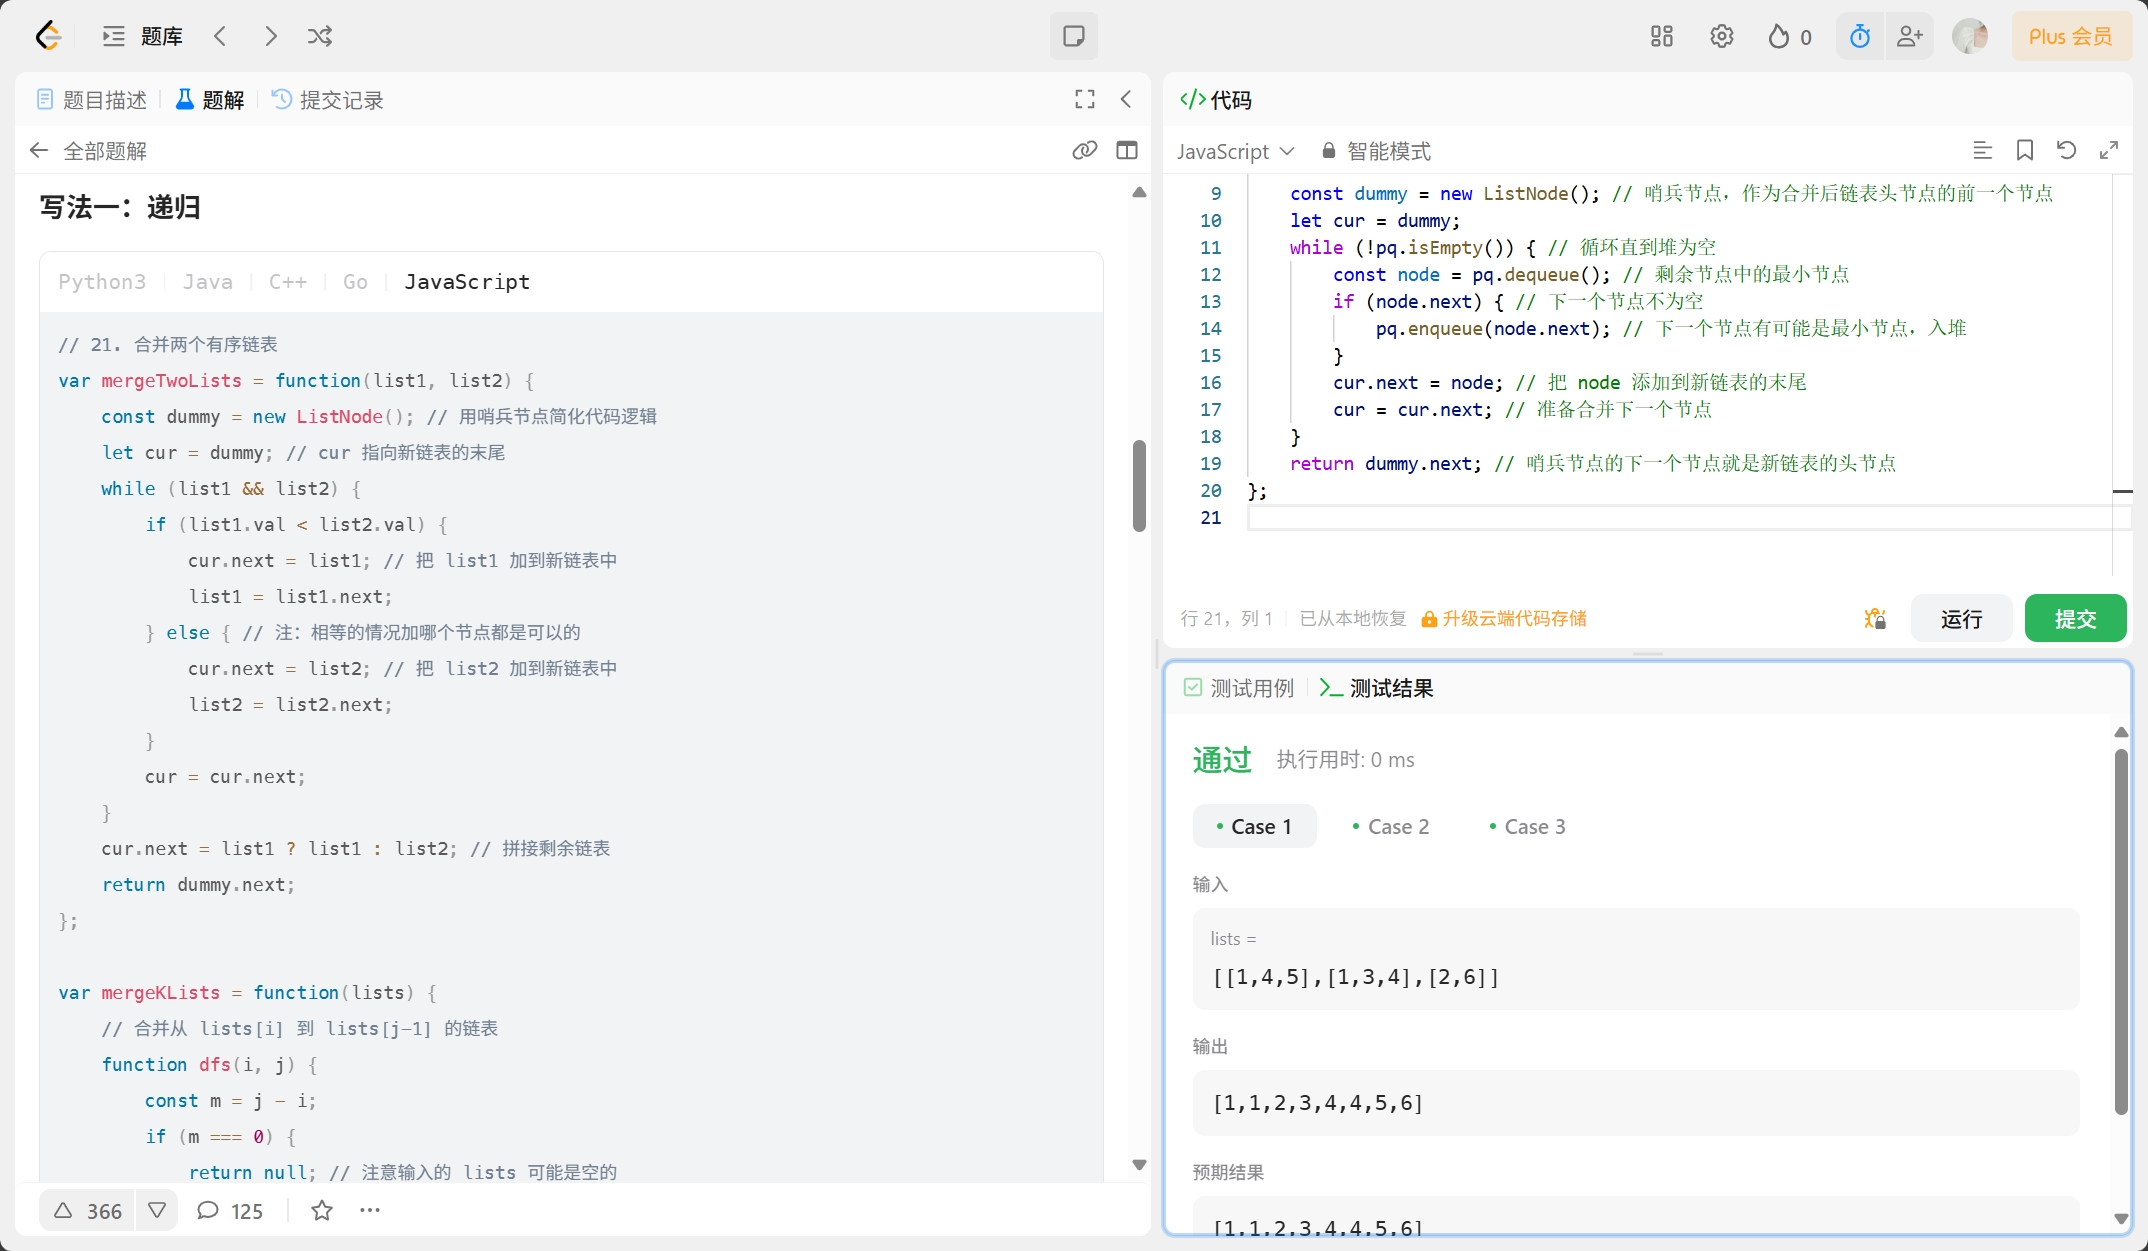 题库
0
Plus 会员
题目描述
题解
提交记录
全部题解
写法一：递归
Python3 Java C++ Go JavaScript
// 21. 合并两个有序链表
var mergeTwoLists = function(list1, list2) {
    const dummy = new ListNode(); // 用哨兵节点简化代码逻辑
    let cur = dummy; // cur 指向新链表的末尾
    while (list1 && list2) {
        if (list1.val < list2.val) {
            cur.next = list1; // 把 list1 加到新链表中
            list1 = list1.next;
        } else { // 注：相等的情况加哪个节点都是可以的
            cur.next = list2; // 把 list2 加到新链表中
            list2 = list2.next;
        }
        cur = cur.next;
    }
    cur.next = list1 ? list1 : list2; // 拼接剩余链表
    return dummy.next;
};
var mergeKLists = function(lists) {
    // 合并从 lists[i] 到 lists[j-1] 的链表
    function dfs(i, j) {
        const m = j - i;
        if (m === 0) {
            return null; // 注意输入的 lists 可能是空的
366
125
代码
JavaScript
智能模式
9     const dummy = new ListNode(); // 哨兵节点，作为合并后链表头节点的前一个节点
10     let cur = dummy;
11     while (!pq.isEmpty()) { // 循环直到堆为空
12         const node = pq.dequeue(); // 剩余节点中的最小节点
13         if (node.next) { // 下一个节点不为空
14             pq.enqueue(node.next); // 下一个节点有可能是最小节点，入堆
15         }
16         cur.next = node; // 把 node 添加到新链表的末尾
17         cur = cur.next; // 准备合并下一个节点
18     }
19     return dummy.next; // 哨兵节点的下一个节点就是新链表的头节点
20 };
21
行 21，列 1
已从本地恢复
升级云端代码存储
运行
提交
测试用例
测试结果
通过 执行用时: 0 ms
Case 1
Case 2
Case 3
输入
lists =
[[1,4,5],[1,3,4],[2,6]]
输出
[1,1,2,3,4,4,5,6]
预期结果
[1,1,2,3,4,4,5,6]